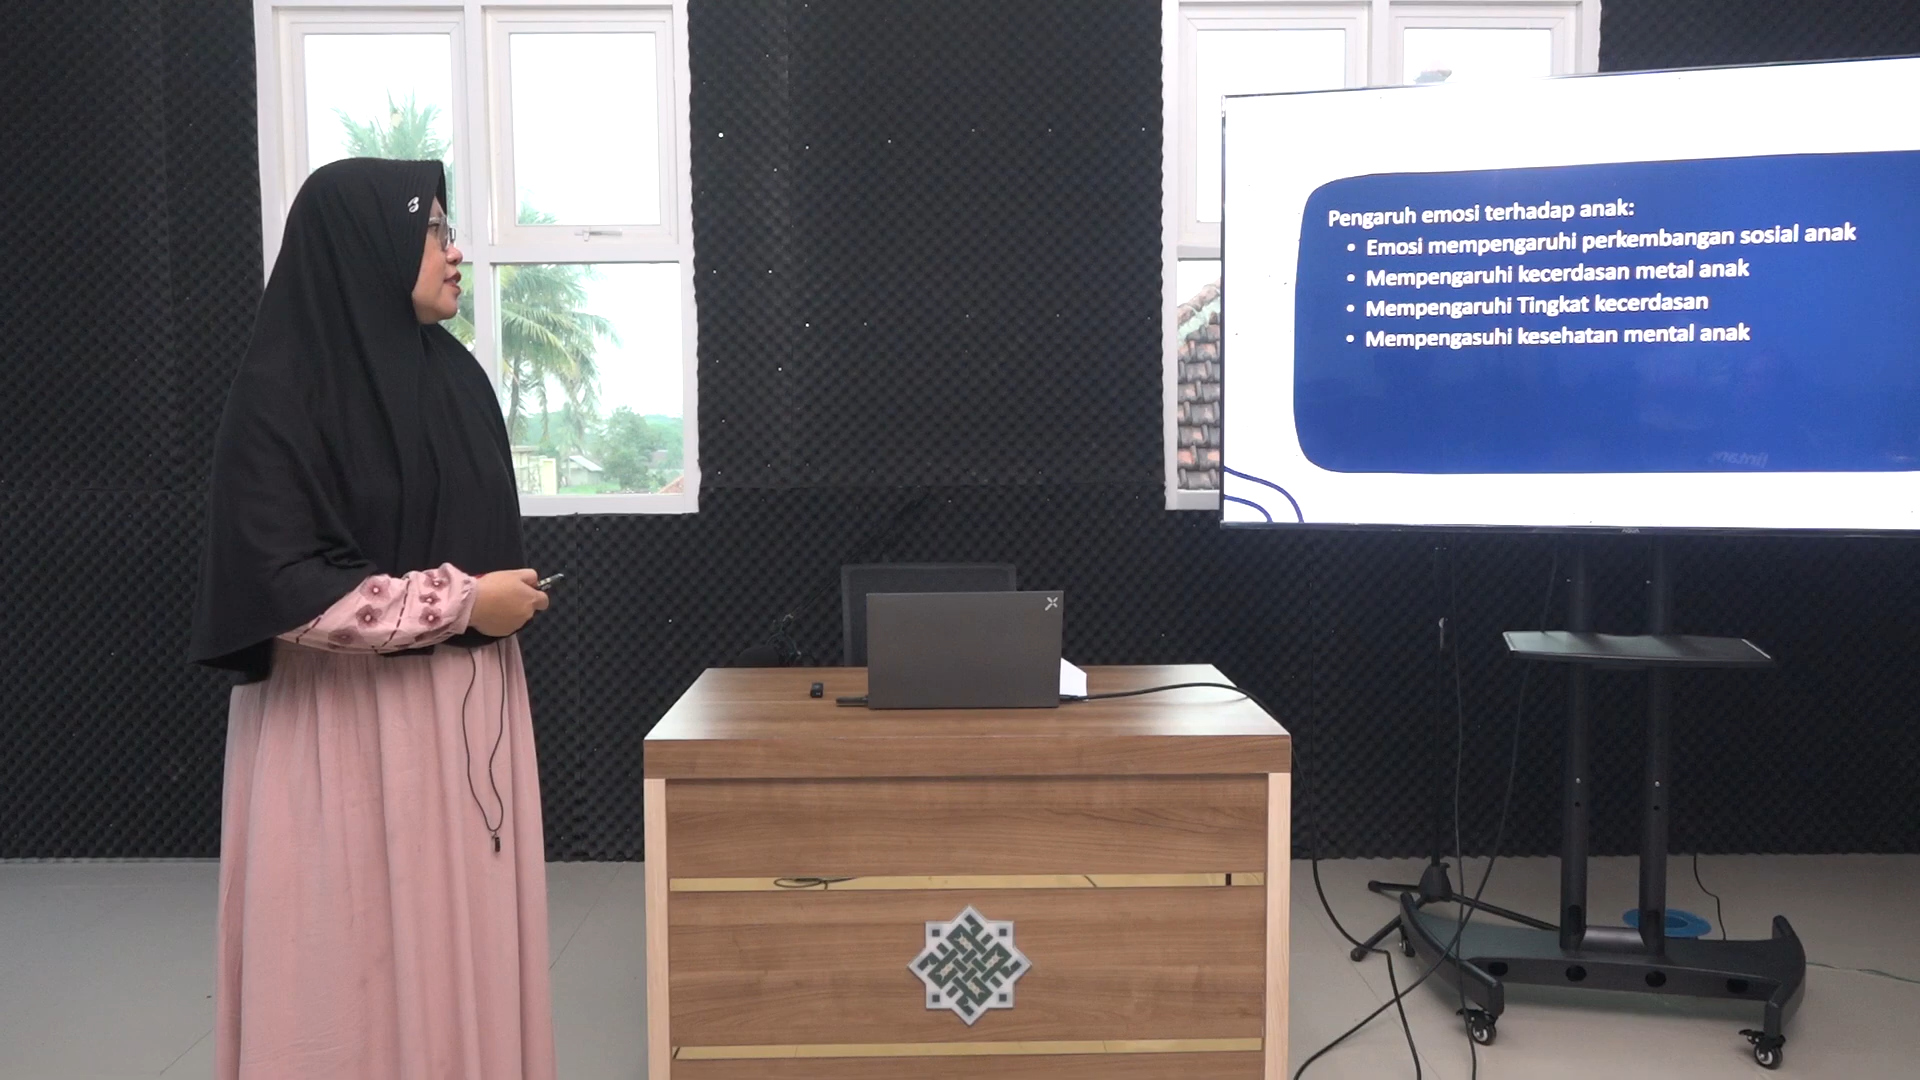 Pengaruh emosi terhadap anak:
• Emosi mempengaruhi perkembangan sosial anak
• Mempengaruhi kecerdasan metal anak
• Mempengaruhi Tingkat kecerdasan
• Mempengasuhi kesehatan mental anak